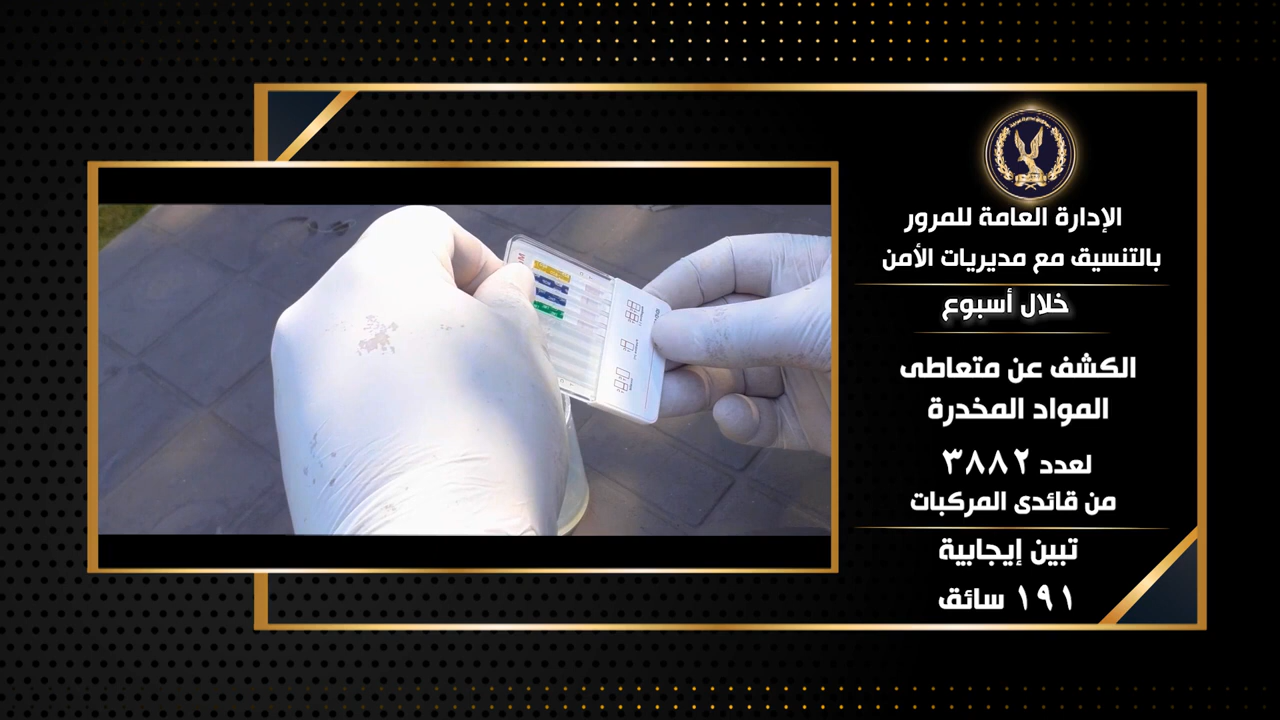 الإدارة العامة للمرور
بالتنسيق مع مديريات الأمن
خلال أسبوع
الكشف عن متعاطى
المواد المخدرة
لعدد ٣٨٨٢
من قائدى المركبات
تبين إيجابية
١٩١ سائق